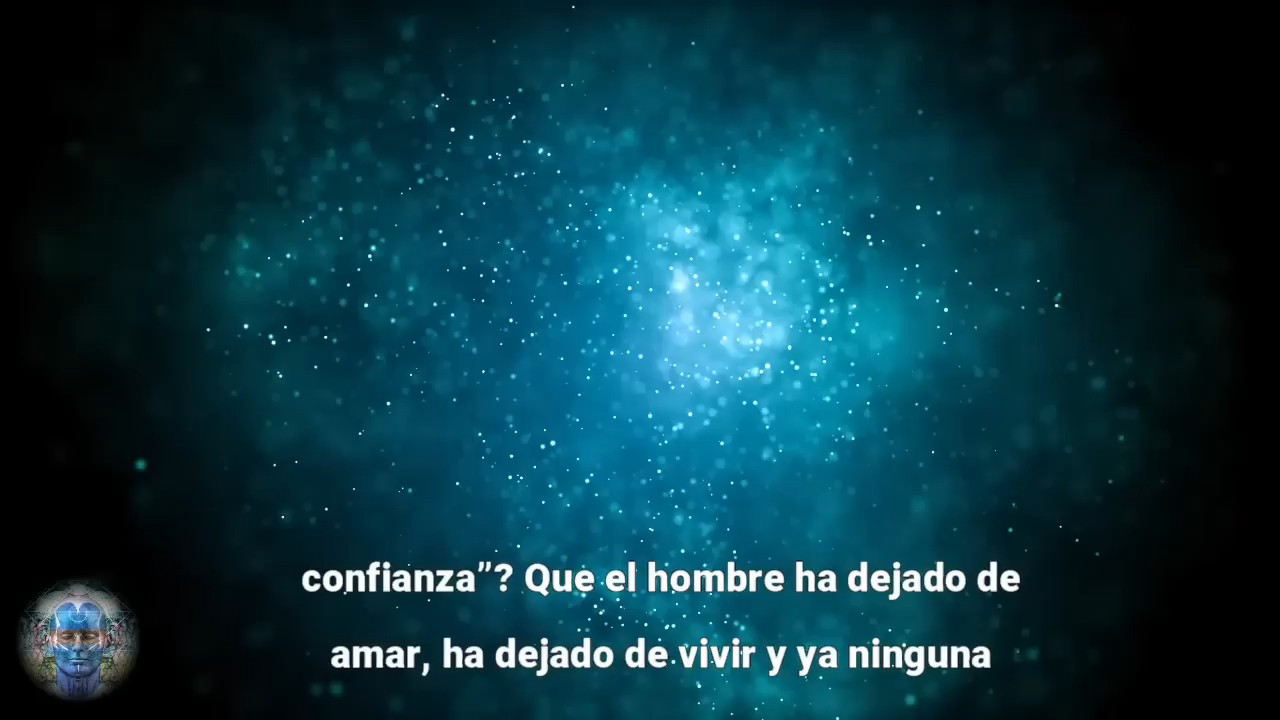 confianza”? Que el hombre ha dejado de
amar, ha dejado de vivir y ya ninguna